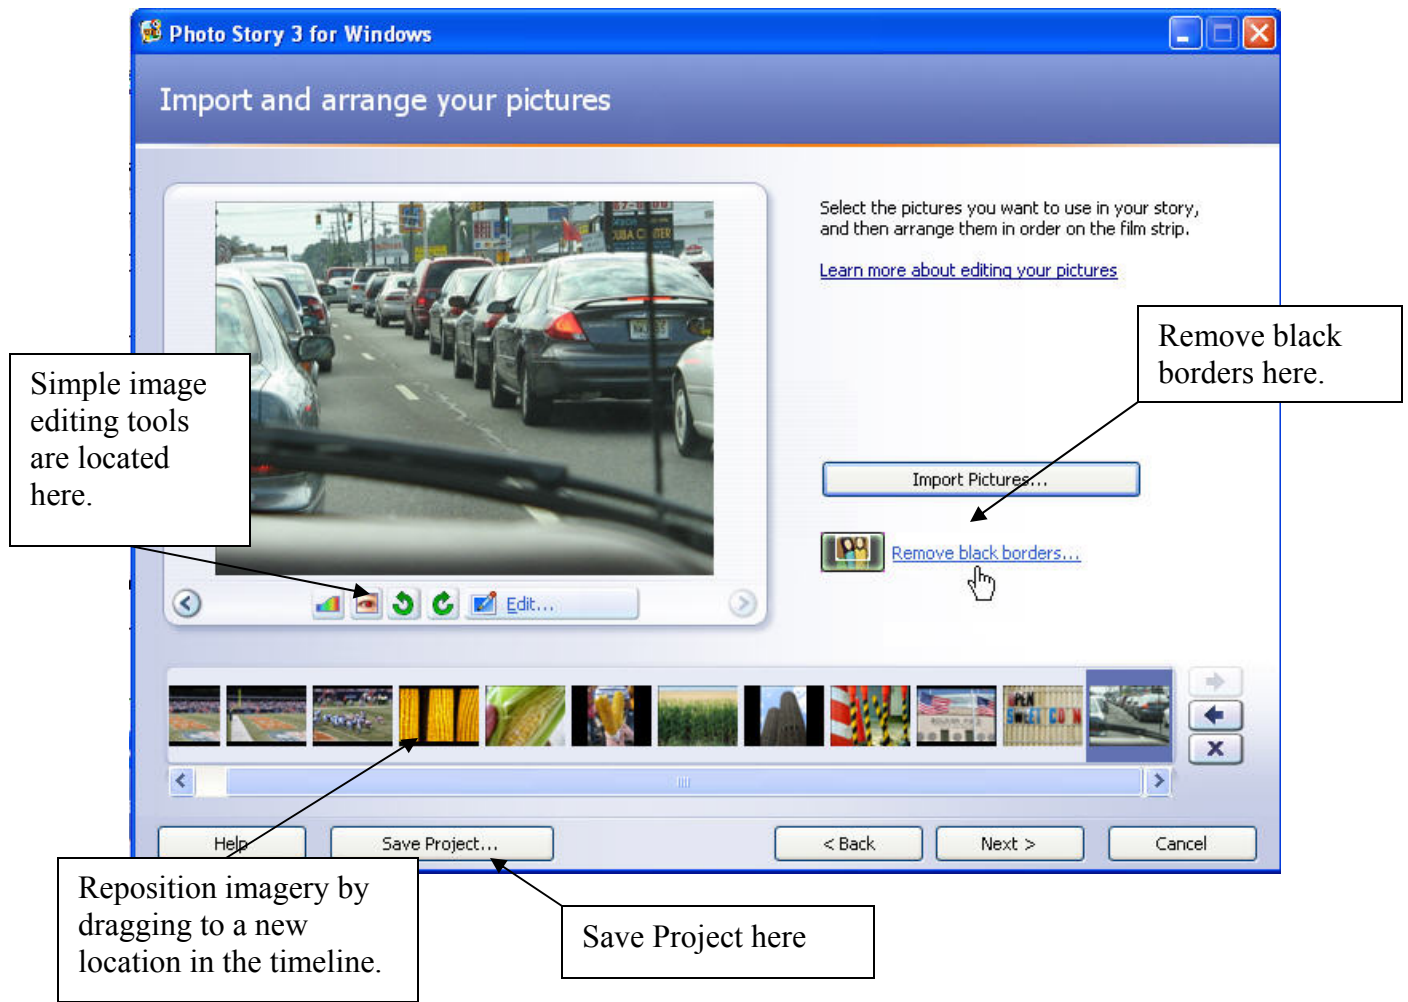 Photo Story 3 for Windows
Import and arrange your pictures
Select the pictures you want to use in your story,
and then arrange them in order on the film strip.
Learn more about editing your pictures
Remove black
borders here.
Simple image
editing tools
are located
here.
Import Pictures...
Remove black borders...
Edit...
Help
Save Project...
< Back
Next >
Cancel
Reposition imagery by
dragging to a new
location in the timeline.
Save Project here